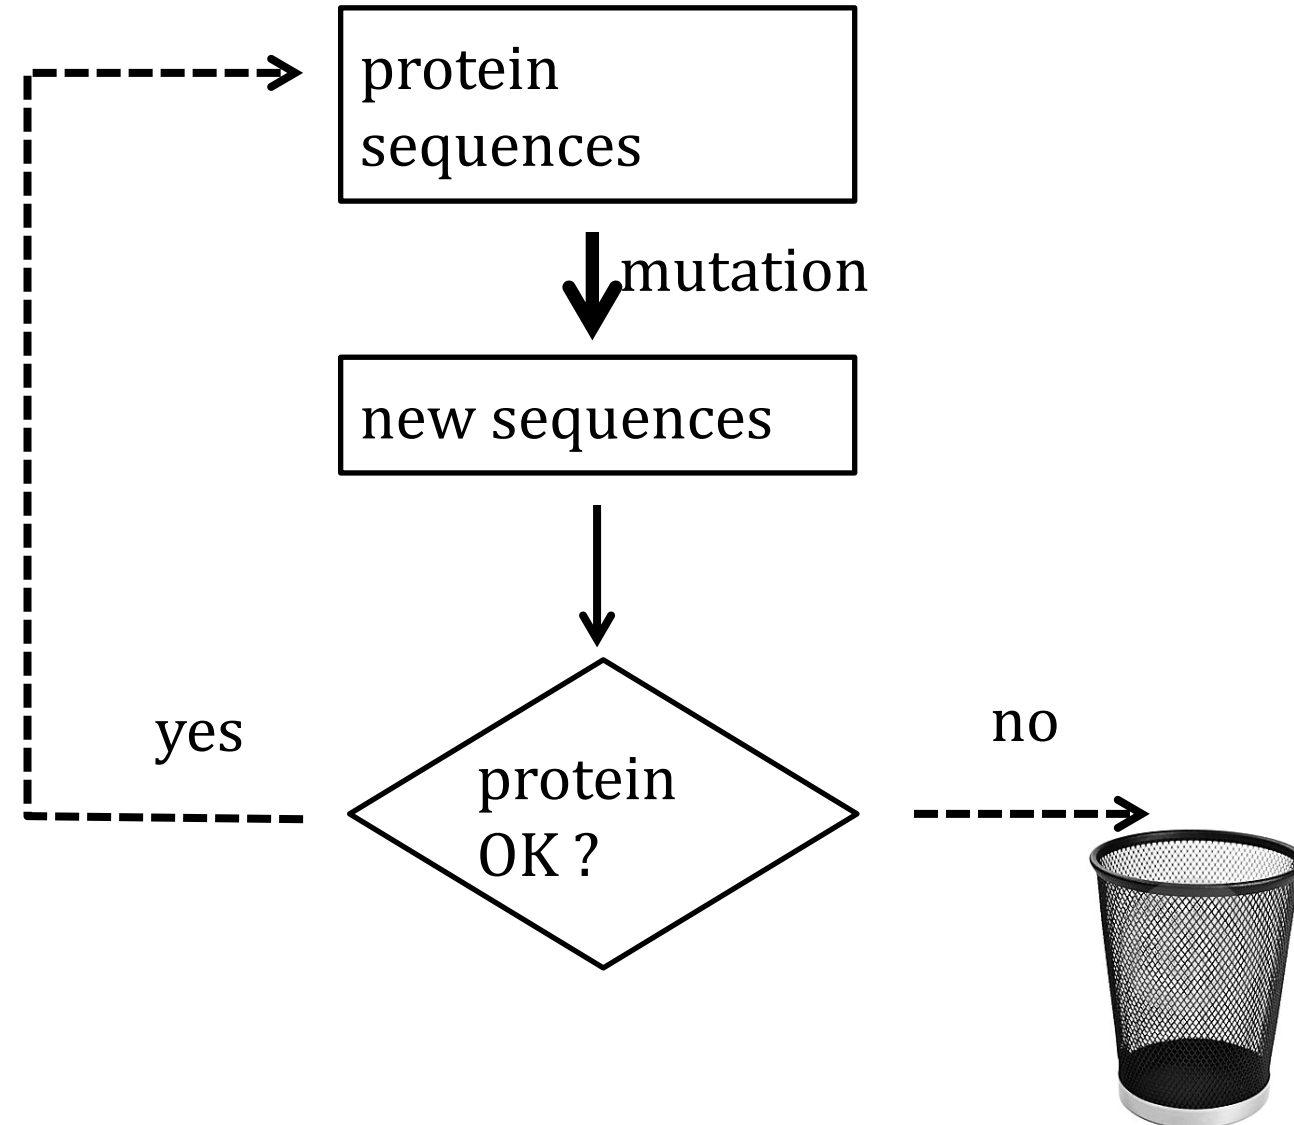 protein
sequences
mutation
new sequences
yes
no
protein
OK ?